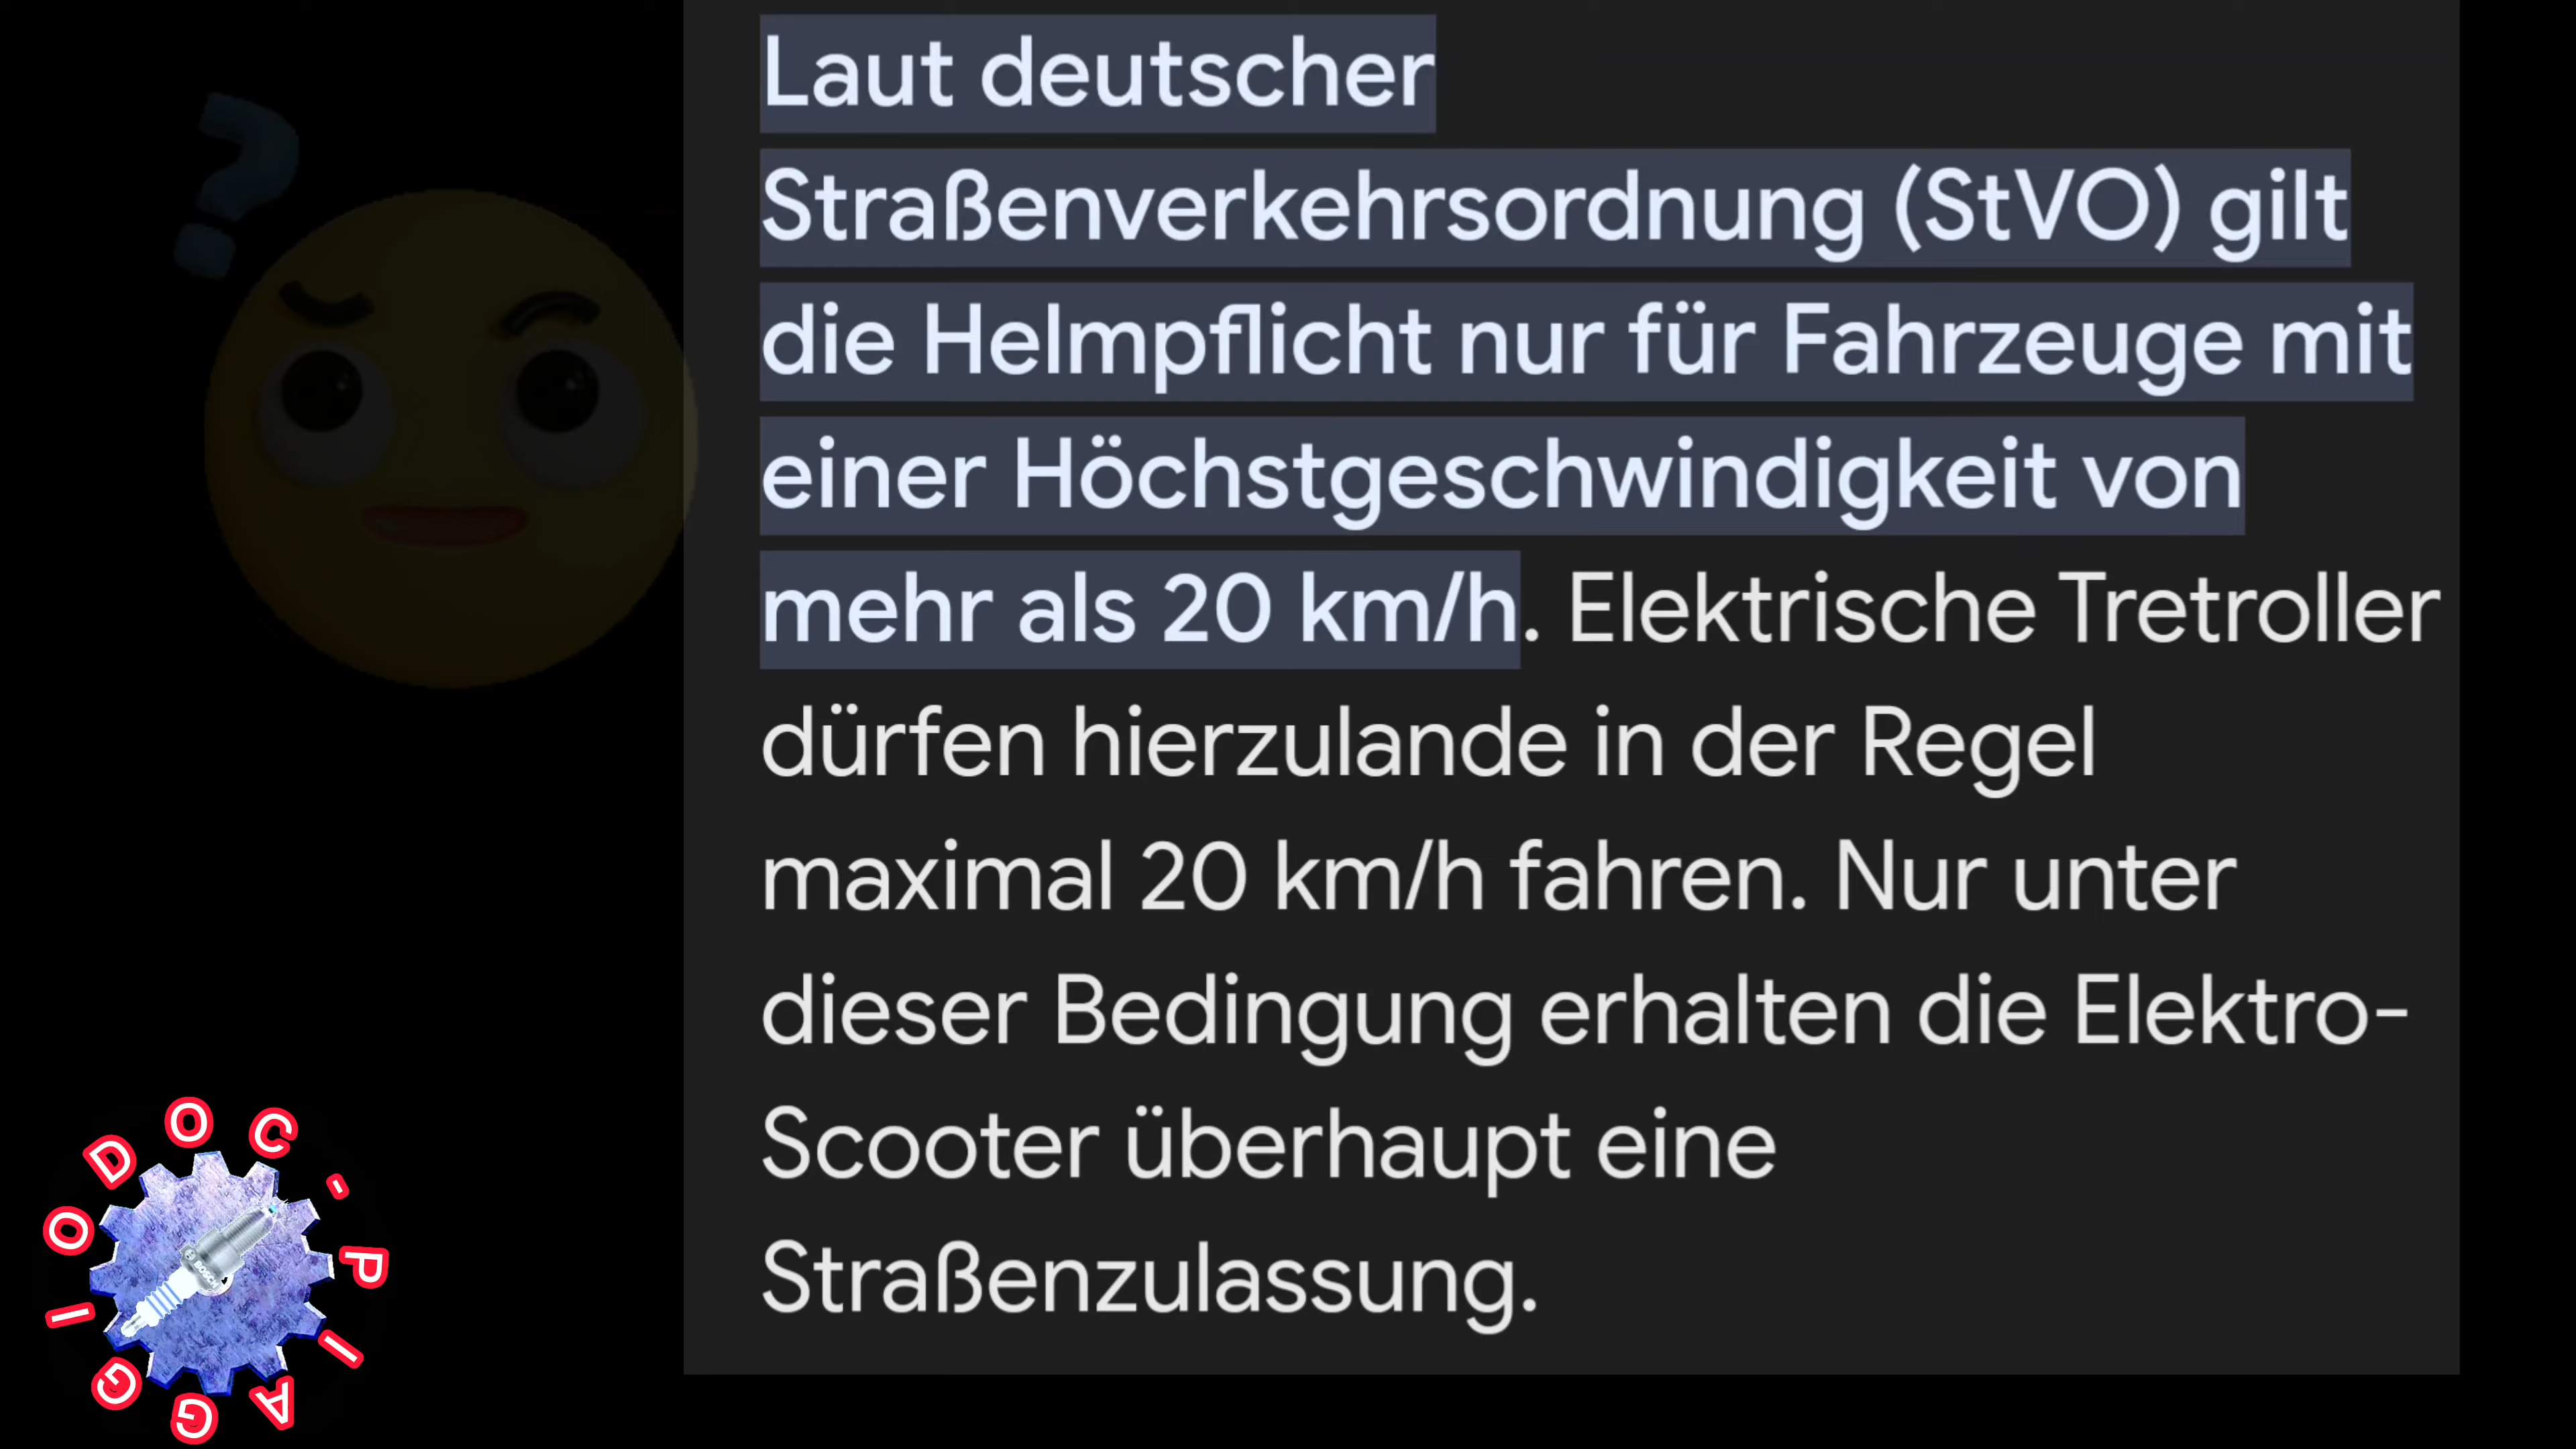 Laut deutscher
Straßenverkehrsordnung (StVO) gilt
die Helmpflicht nur für Fahrzeuge mit
einer Höchstgeschwindigkeit von
mehr als 20 km/h. Elektrische Tretroller
dürfen hierzulande in der Regel
maximal 20 km/h fahren. Nur unter
dieser Bedingung erhalten die Elektro-
Scooter überhaupt eine
Straßenzulassung.
?
PIAGGIODOC-
BOSCH